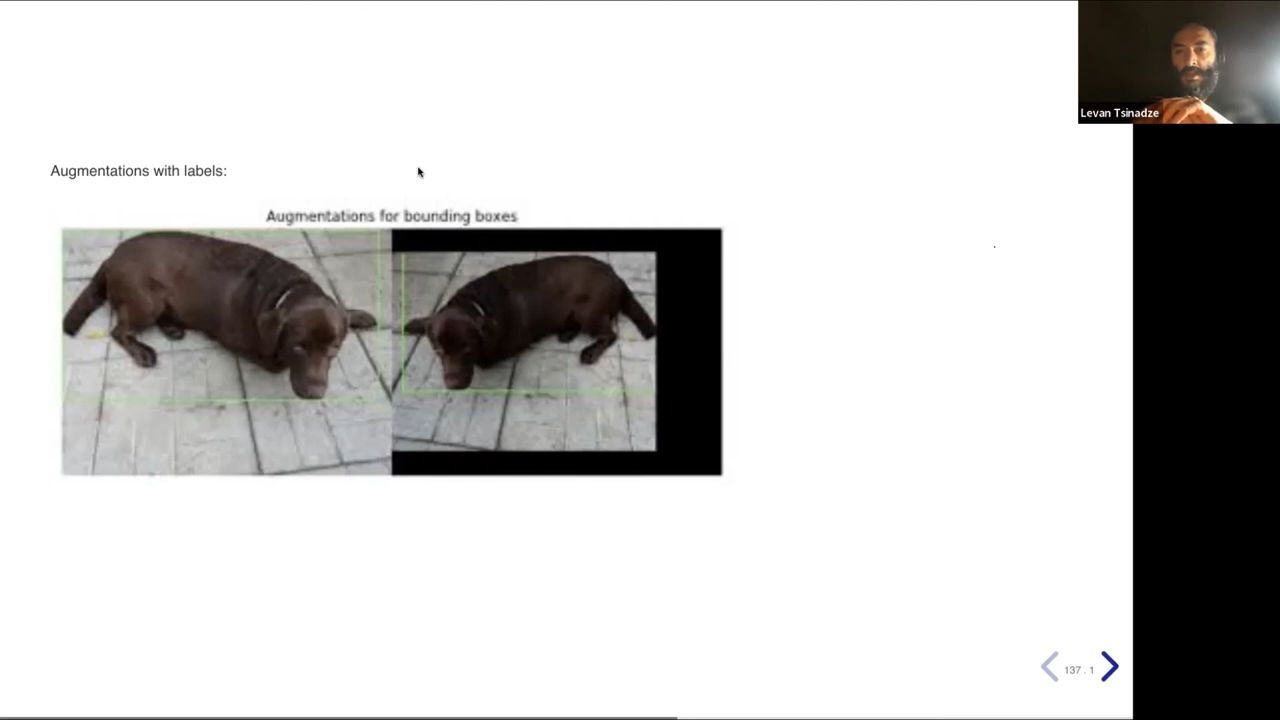 Levan Tsinadze
Augmentations with labels:
Augmentations for bounding boxes
137 . 1